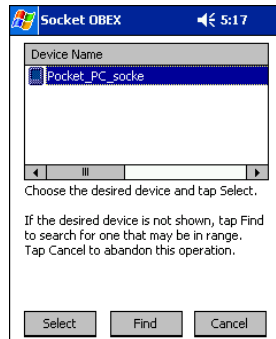 Socket OBEX 5:17
Device Name
Pocket_PC_socke
Choose the desired device and tap Select.
If the desired device is not shown, tap Find
to search for one that may be in range.
Tap Cancel to abandon this operation.
Select Find Cancel